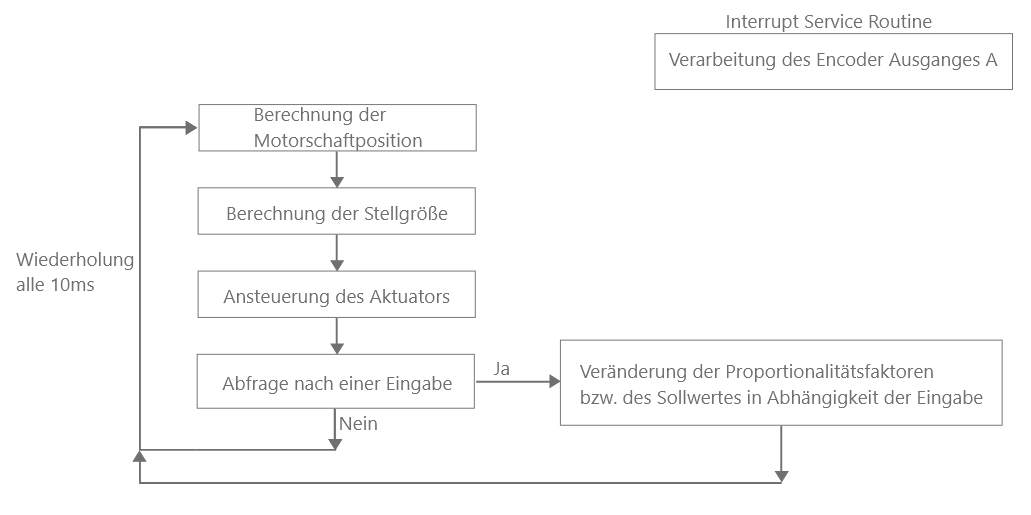 Interrupt Service Routine
Verarbeitung des Encoder Ausganges A
Berechnung der
Motorschaftposition
Berechnung der Stellgröße
Wiederholung
alle 10ms
Ansteuerung des Aktuators
Abfrage nach einer Eingabe
Ja
Veränderung der Proportionalitätsfaktoren
bzw. des Sollwertes in Abhängigkeit der Eingabe
Nein